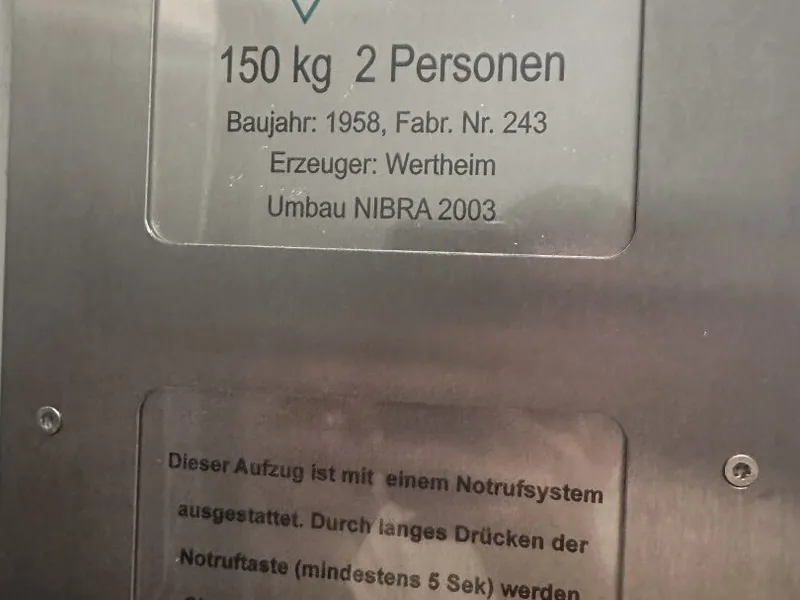 150 kg 2 Personen
Baujahr: 1958, Fabr. Nr. 243
Erzeuger: Wertheim
Umbau NIBRA 2003
Dieser Aufzug ist mit einem Notrufsystem
ausgestattet. Durch langes Drücken der
Notruftaste (mindestens 5 Sek) werden